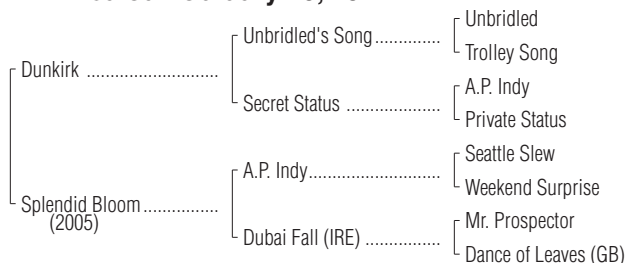 Unbridled
Unbridled's Song
Trolley Song
Dunkirk
A.P. Indy
Secret Status
Private Status
Seattle Slew
A.P. Indy
Weekend Surprise
Splendid Bloom
(2005)
Mr. Prospector
Dubai Fall (IRE)
Dance of Leaves (GB)